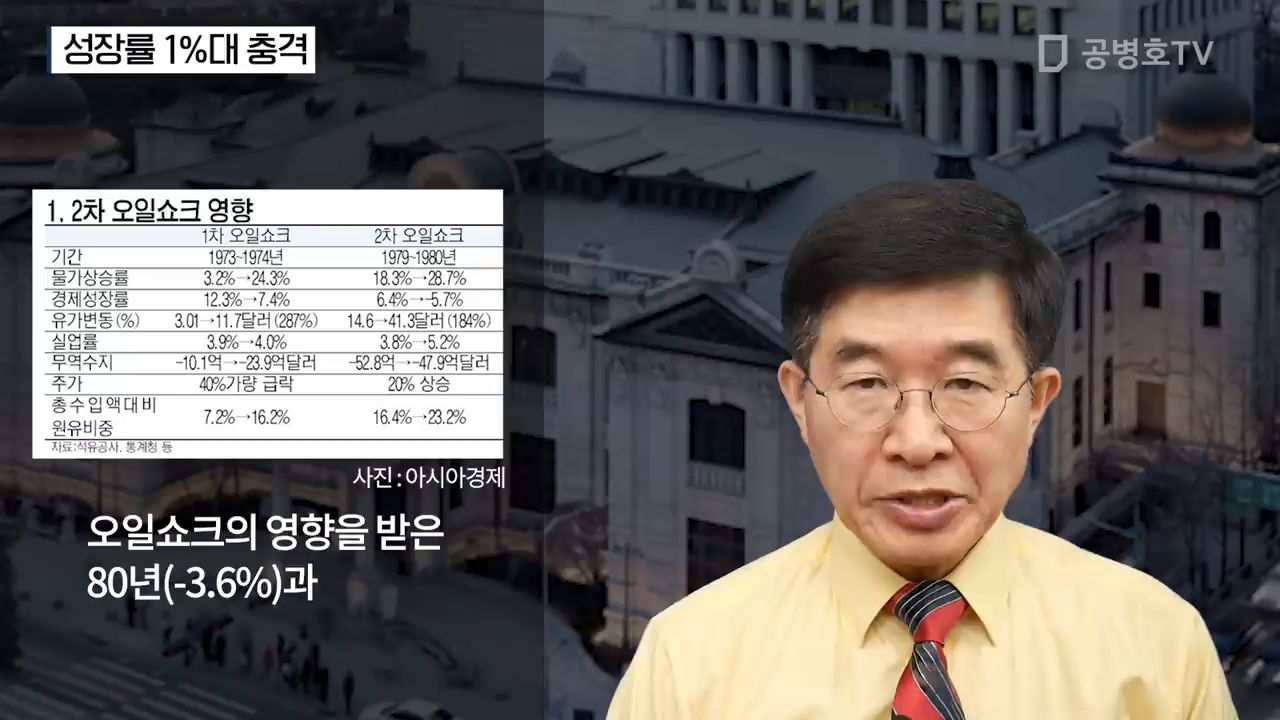 성장률 1%대 충격
공병호TV
1, 2차 오일쇼크 영향
1차 오일쇼크 2차 오일쇼크
기간 1973~1974년 1979~1980년
물가상승률 3.2%→24.3% 18.3%→28.7%
경제성장률 12.3%→7.4% 6.4%→-5.7%
유가변동(%) 3.01→11.7달러(287%) 14.6→41.3달러(184%)
실업률 3.9%→4.0% 3.8%→5.2%
무역수지 -10.1억→-23.9억달러 -52.8억→-47.9억달러
주가 40%가량 급락 20% 상승
총수입액대비
원유비중 7.2%→16.2% 16.4%→23.2%
자료:석유공사, 통계청 등
사진 : 아시아경제
오일쇼크의 영향을 받은
80년(-3.6%)과